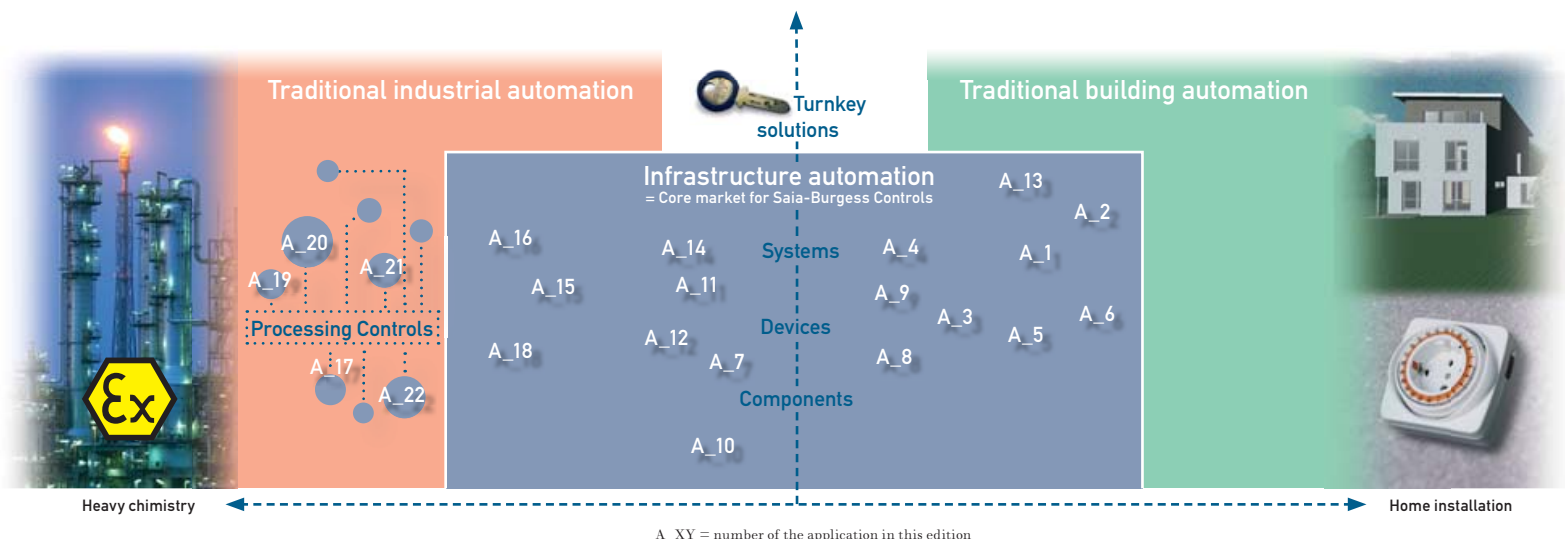 Traditional industrial automation
Traditional building automation
Turnkey
solutions
Infrastructure automation
= Core market for Saia-Burgess Controls
A_13
A_2
A_16
A_20
A_14
Systems
A_4
A_1
A_21
A_19
A_15
A_11
A_9
A_3
A_6
Processing Controls
Devices
A_5
A_12
A_18
A_7
A_8
A_17
A_22
Components
A_10
Ex
Heavy chimistry
Home installation
A_XY = number of the application in this edition